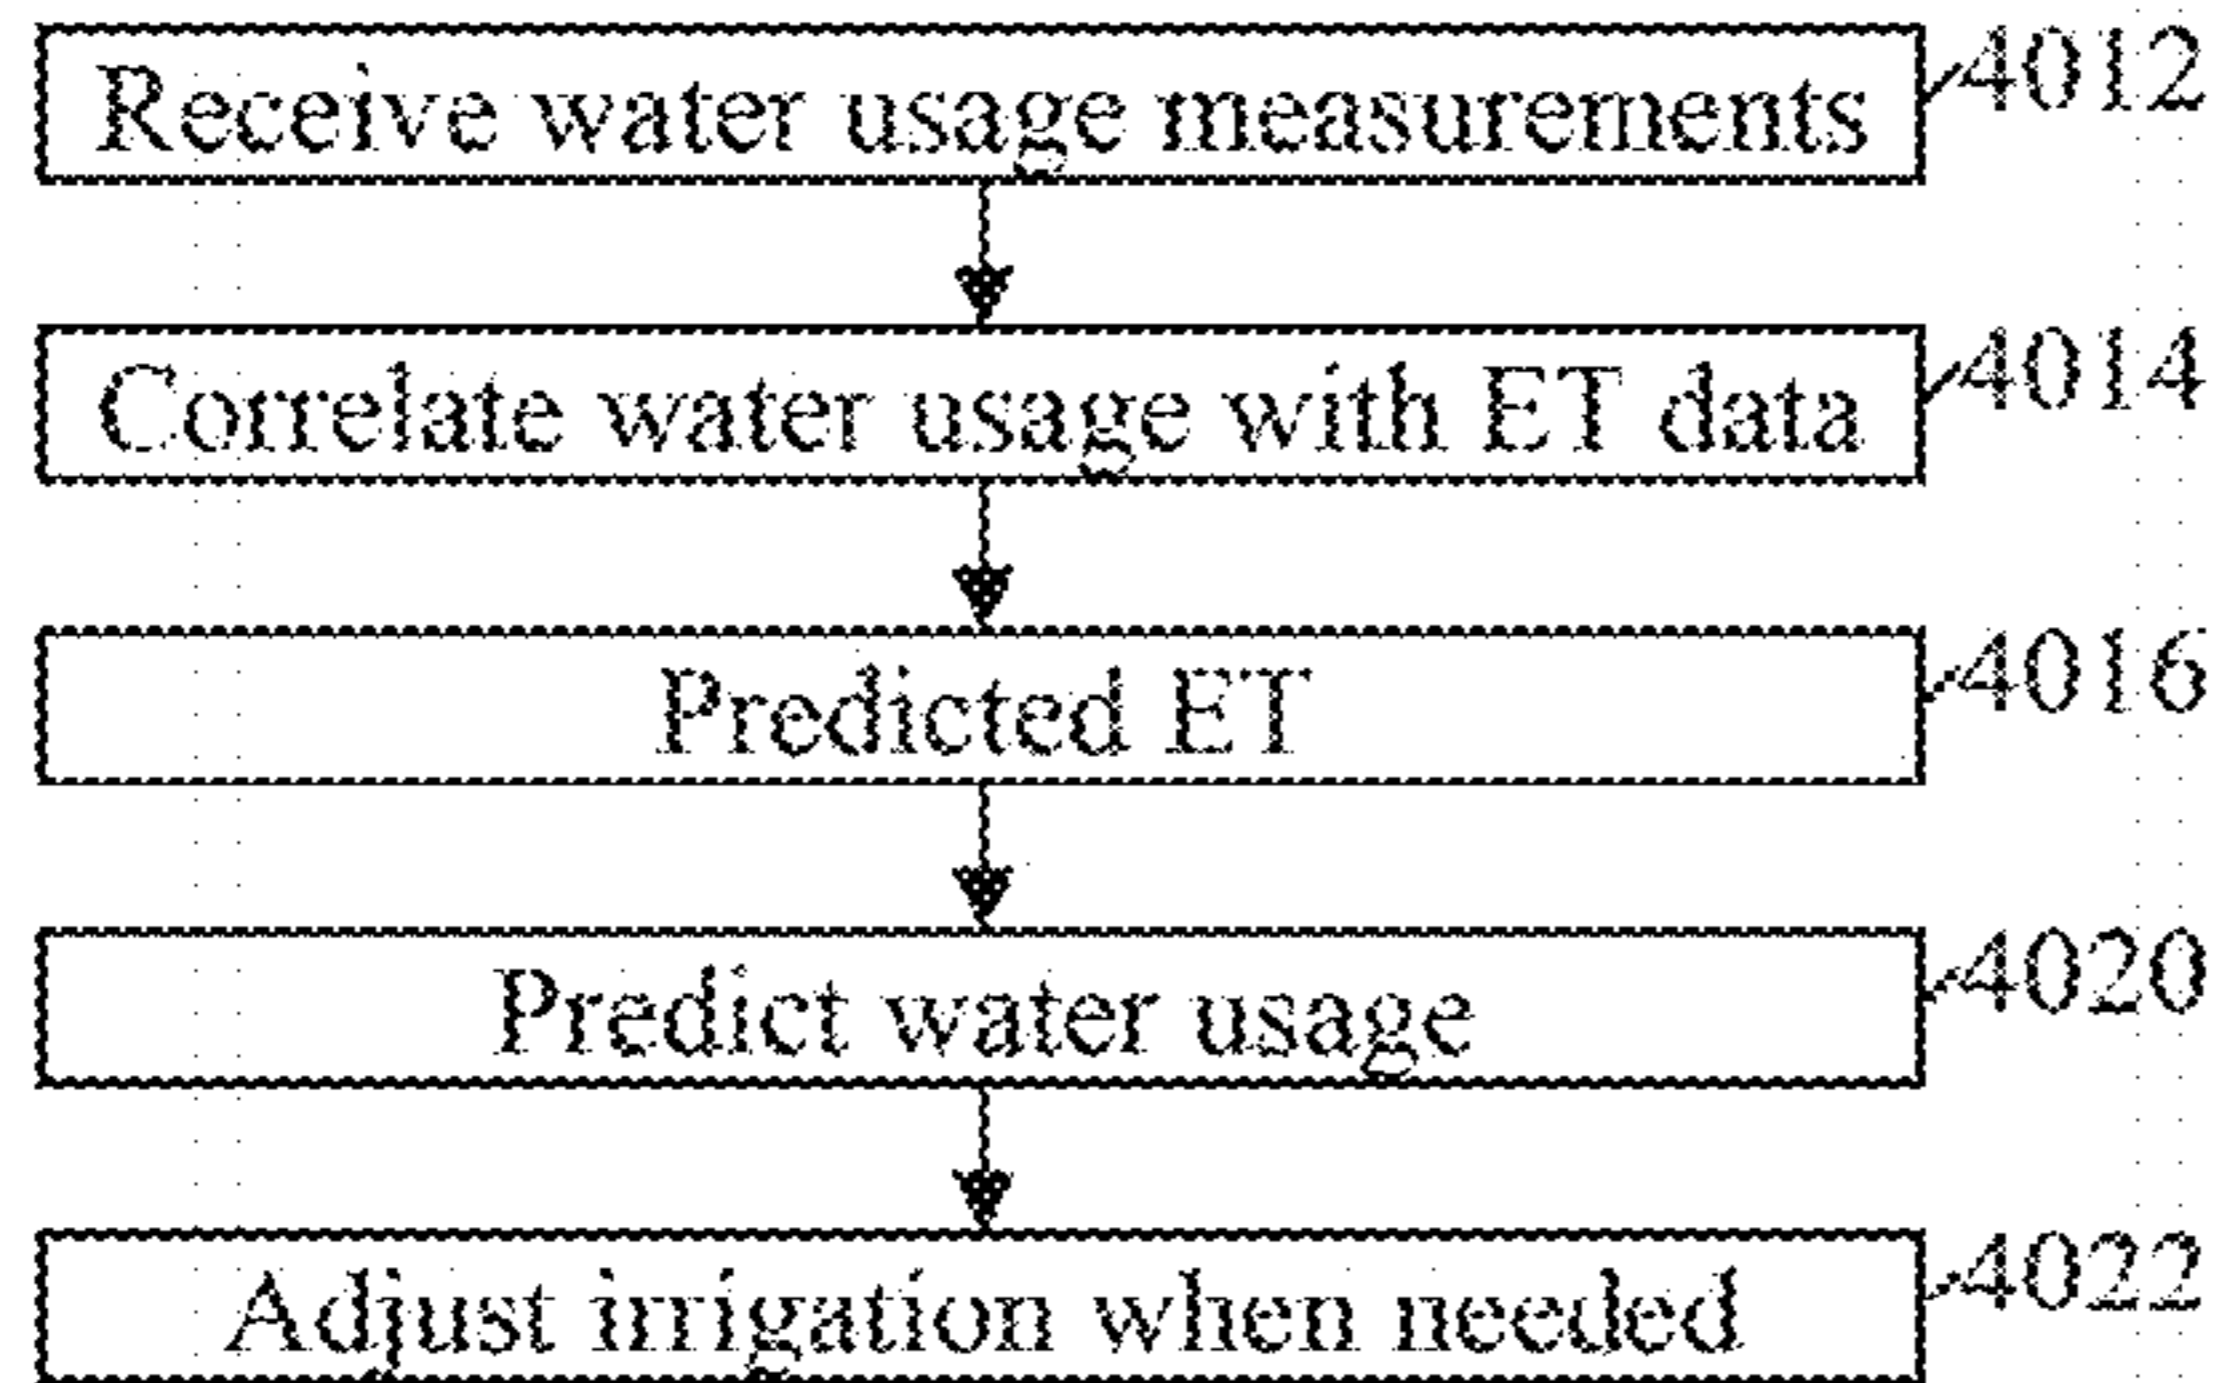 Receive water usage measurements 4012
Correlate water usage with ET data 4014
Predicted ET 4016
Predict water usage 4020
Adjust irrigation when needed 4022